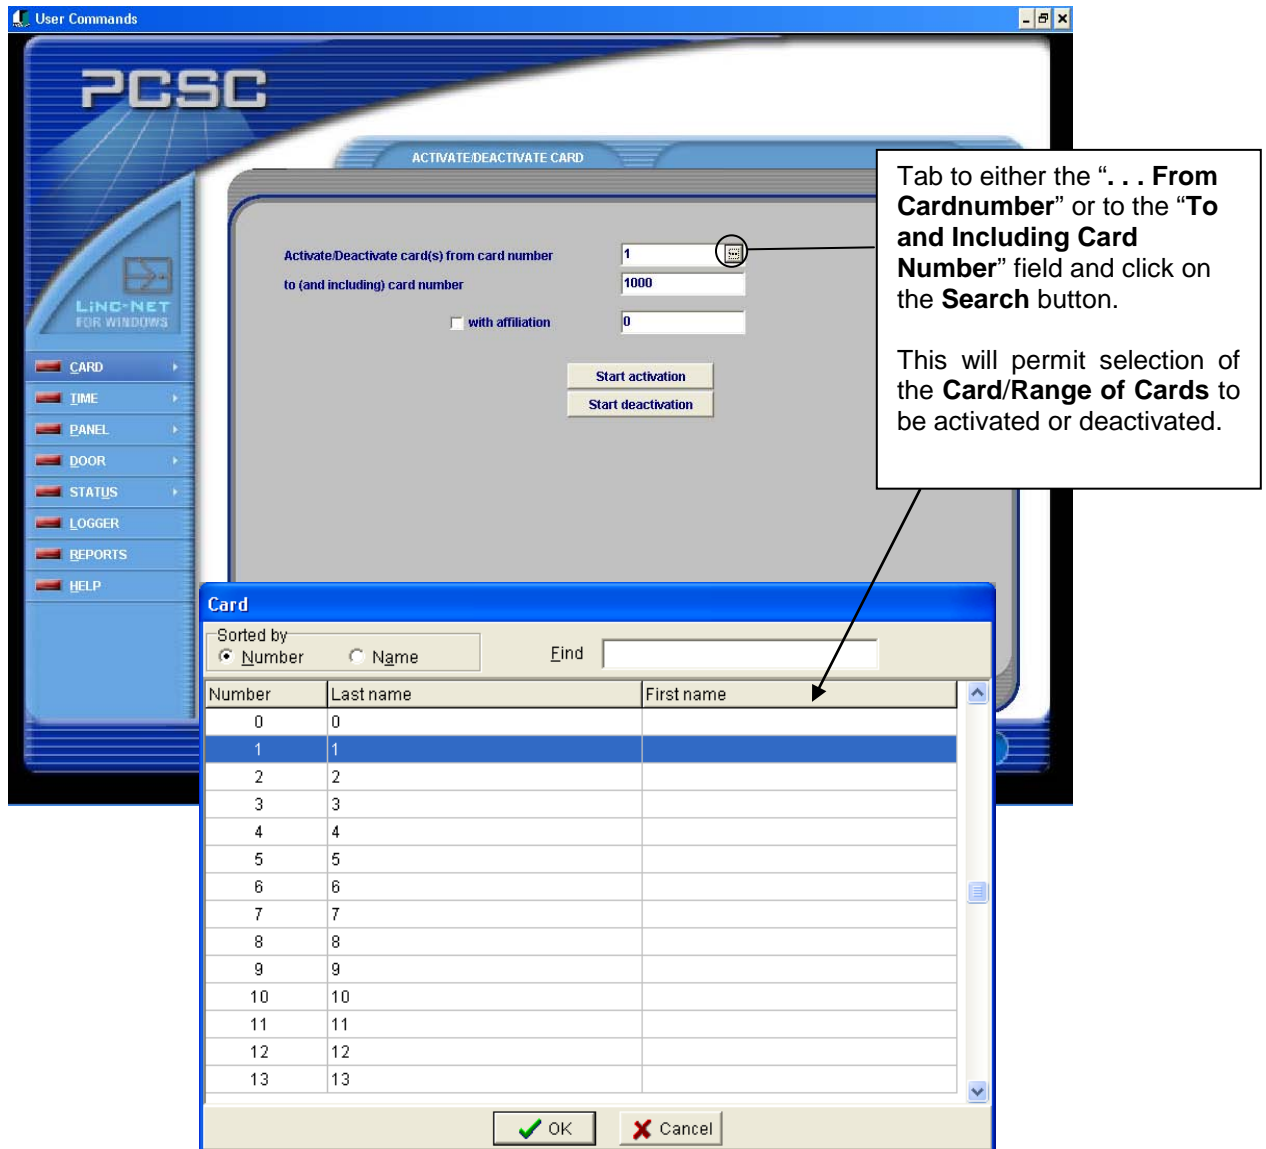 User Commands
PCSC
ACTIVATE/DEACTIVATE CARD
Tab to either the “. . . From
Cardnumber” or to the “To
and Including Card
Number” field and click on
the Search button.
This will permit selection of
the Card/Range of Cards to
be activated or deactivated.
Activate/Deactivate card(s) from card number 1
to (and including) card number 1000
with affiliation 0
Start activation
Start deactivation
LiNC-NET
FOR WINDOWS
CARD
TIME
PANEL
DOOR
STATUS
LOGGER
REPORTS
HELP
Card
Sorted by
Number Name Find
Number Last name First name
0 0
1 1
2 2
3 3
4 4
5 5
6 6
7 7
8 8
9 9
10 10
11 11
12 12
13 13
OK Cancel